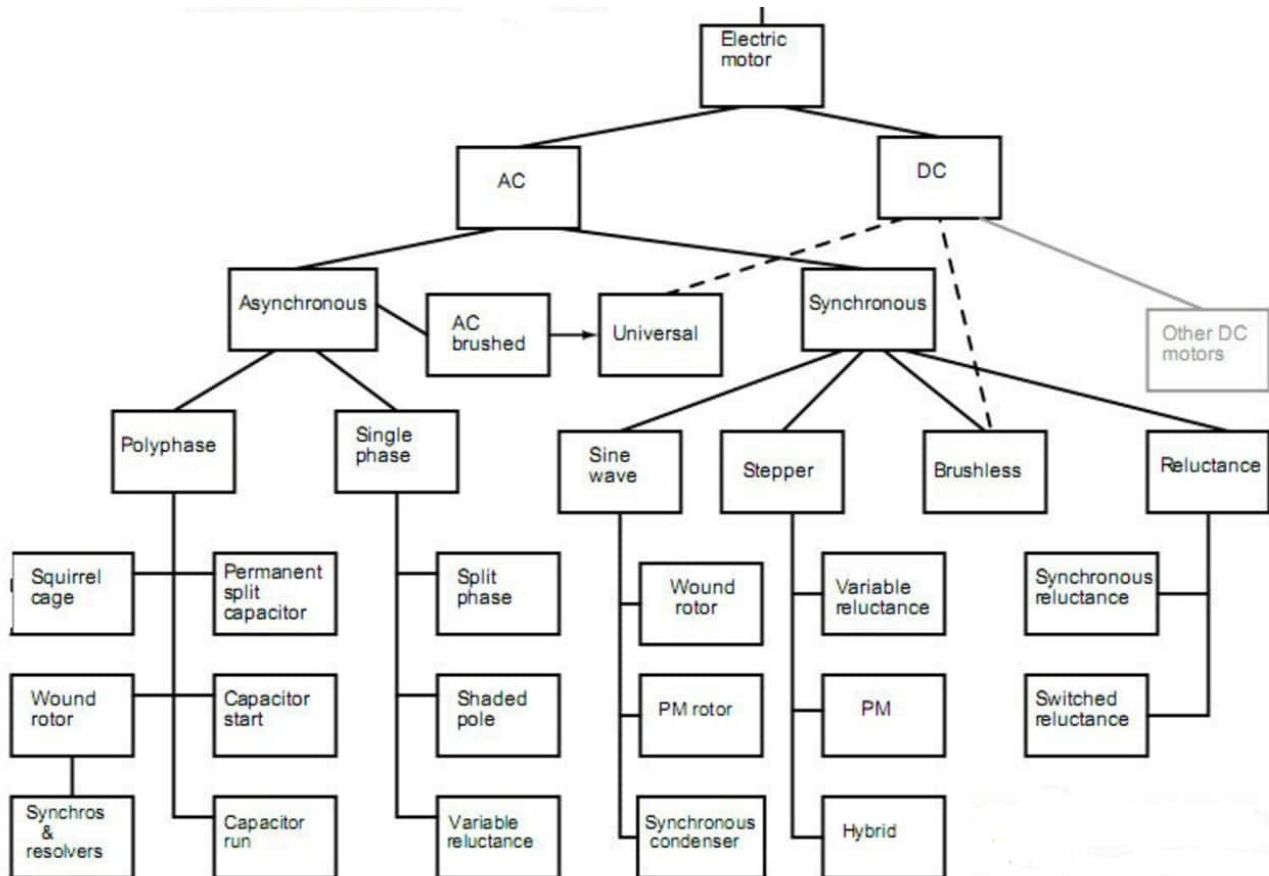 Electric
motor
AC
DC
Asynchronous
AC
brushed
Universal
Synchronous
Other DC
motors
Polyphase
Single
phase
Sine
wave
Stepper
Brushless
Reluctance
Squirrel
cage
Permanent
split
capacitor
Split
phase
Wound
rotor
Variable
reluctance
Synchronous
reluctance
Wound
rotor
Capacitor
start
Shaded
pole
PM rotor
PM
Switched
reluctance
Synchros
&
resolvers
Capacitor
run
Variable
reluctance
Synchronous
condenser
Hybrid